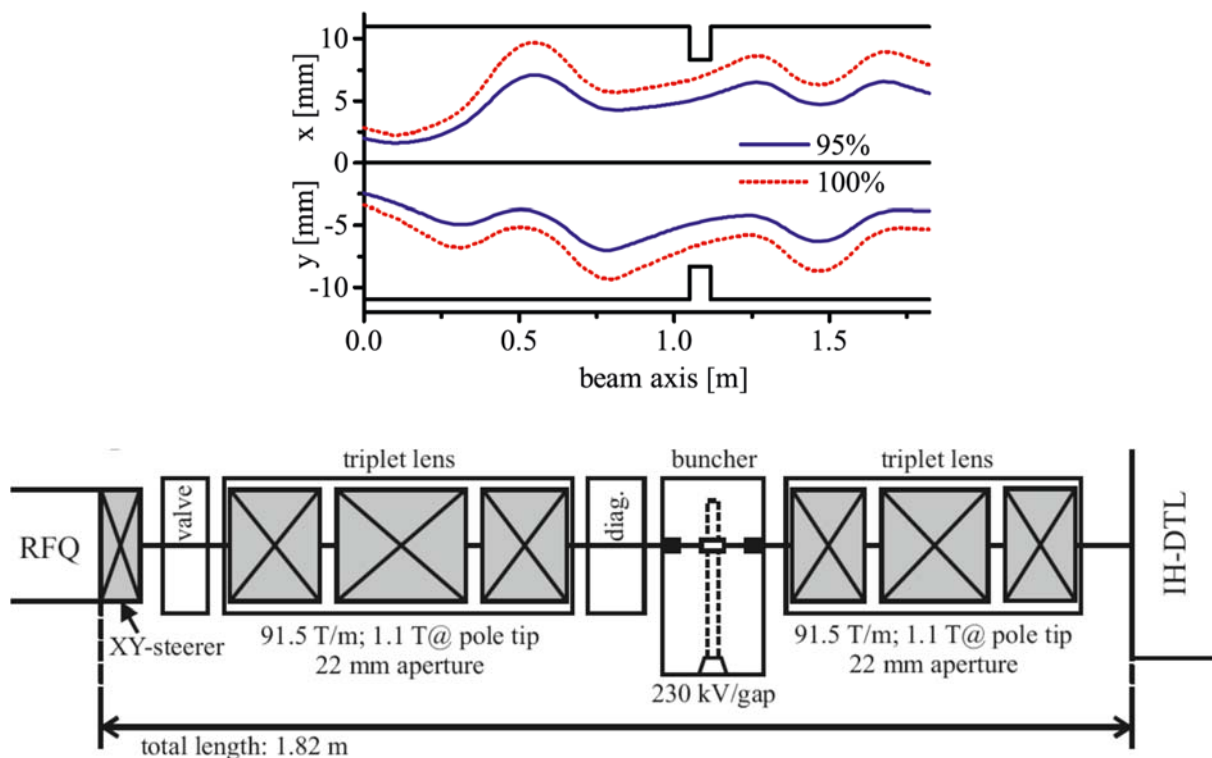 10
5
0
-5
-10
x [mm]
y [mm]
95%
100%
0.0
0.5
1.0
1.5
beam axis [m]
triplet lens
buncher
triplet lens
RFQ
valve
diag.
IH-DTL
XY-steerer
91.5 T/m; 1.1 T@ pole tip
22 mm aperture
230 kV/gap
91.5 T/m; 1.1 T@ pole tip
22 mm aperture
total length: 1.82 m